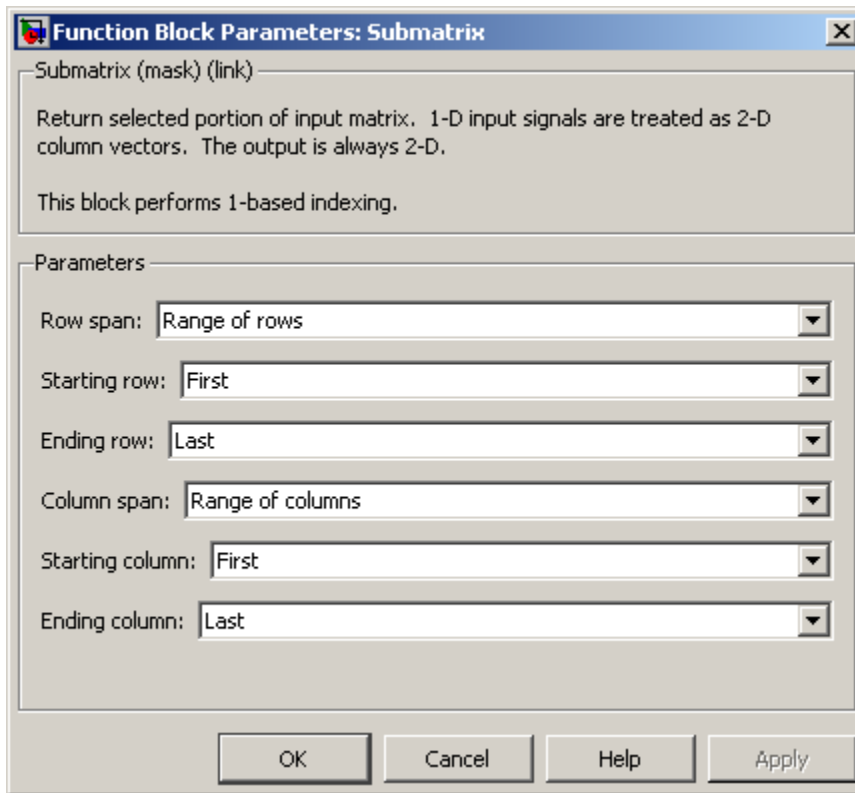 Function Block Parameters: Submatrix
Submatrix (mask) (link)
Return selected portion of input matrix.  1-D input signals are treated as 2-D
column vectors.  The output is always 2-D.
This block performs 1-based indexing.
Parameters
Row span: Range of rows
Starting row: First
Ending row: Last
Column span: Range of columns
Starting column: First
Ending column: Last
OK Cancel Help Apply